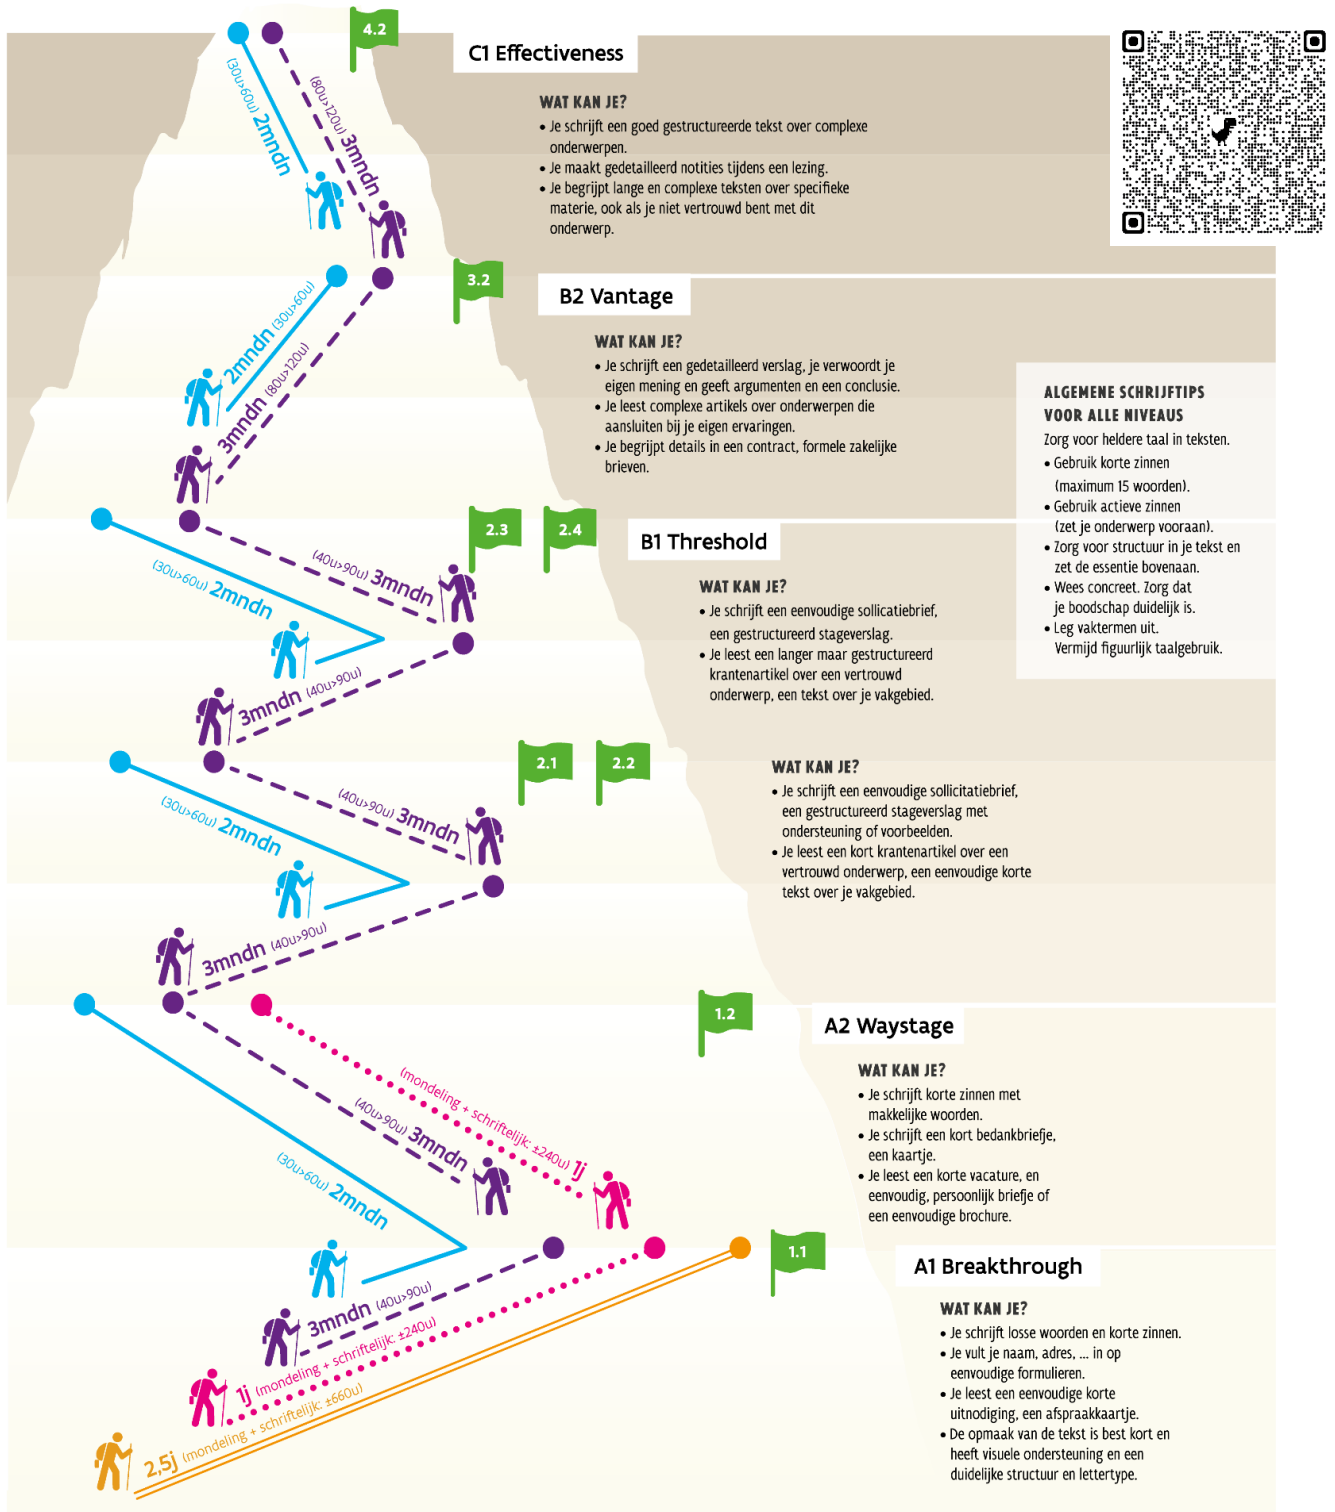 4.2
C1 Effectiveness
(30u>60u) 2mndn
(80u>120u) 3mndn
WAT KAN JE?
• Je schrijft een goed gestructureerde tekst over complexe
onderwerpen.
• Je maakt gedetailleerd notities tijdens een lezing.
• Je begrijpt lange en complexe teksten over specifieke
materie, ook als je niet vertrouwd bent met dit
onderwerp.
3.2
B2 Vantage
2mndn (30u>60u)
3mndn (80u>120u)
WAT KAN JE?
• Je schrijft een gedetailleerd verslag, je verwoordt je
eigen mening en geeft argumenten en een conclusie.
• Je leest complexe artikels over onderwerpen die
aansluiten bij je eigen ervaringen.
• Je begrijpt details in een contract, formele zakelijke
brieven.
ALGEMENE SCHRIJFTIPS
VOOR ALLE NIVEAUS
Zorg voor heldere taal in teksten.
• Gebruik korte zinnen
(maximum 15 woorden).
• Gebruik actieve zinnen
(zet je onderwerp vooraan).
• Zorg voor structuur in je tekst en
zet de essentie bovenaan.
• Wees concreet. Zorg dat
je boodschap duidelijk is.
• Leg vaktermen uit.
Vermijd figuurlijk taalgebruik.
2.3
2.4
B1 Threshold
(40u>90u) 3mndn
(30u>60u) 2mndn
3mndn (40u>90u)
WAT KAN JE?
• Je schrijft een eenvoudige sollicatiebrief,
een gestructureerd stageverslag.
• Je leest een langer maar gestructureerd
krantenartikel over een vertrouwd
onderwerp, een tekst over je vakgebied.
2.1
2.2
(40u>90u) 3mndn
(30u>60u) 2mndn
3mndn (40u>90u)
WAT KAN JE?
• Je schrijft een eenvoudige sollicitatiebrief,
een gestructureerd stageverslag met
ondersteuning of voorbeelden.
• Je leest een kort krantenartikel over een
vertrouwd onderwerp, een eenvoudige korte
tekst over je vakgebied.
1.2
A2 Waystage
(mondeling + schriftelijk: ±240u) 1j
(40u>90u) 3mndn
(30u>60u) 2mndn
WAT KAN JE?
• Je schrijft korte zinnen met
makkelijke woorden.
• Je schrijft een kort bedankbriefje,
een kaartje.
• Je leest een korte vacature, en
eenvoudig, persoonlijk briefje of
een eenvoudige brochure.
1.1
A1 Breakthrough
3mndn (40u>90u)
1j (mondeling + schriftelijk: ±240u)
2,5j (mondeling + schriftelijk: ±660u)
WAT KAN JE?
• Je schrijft losse woorden en korte zinnen.
• Je vult je naam, adres, ... in op
eenvoudige formulieren.
• Je leest een eenvoudige korte
uitnodiging, een afspraakkaartje.
• De opmaak van de tekst is best kort en
heeft visuele ondersteuning en een
duidelijke structuur en lettertype.